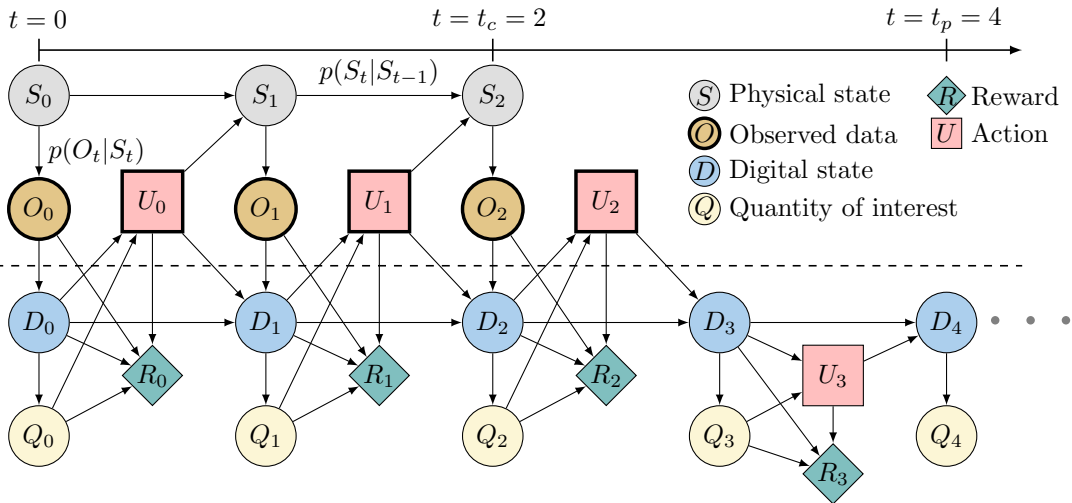 t = 0
t = t_c = 2
t = t_p = 4
S_0
S_1
p(S_t|S_{t−1})
S_2
S Physical state
R Reward
O Observed data
U Action
D Digital state
Q Quantity of interest
p(O_t|S_t)
O_0
U_0
O_1
U_1
O_2
U_2
D_0
D_1
D_2
D_3
D_4
R_0
R_1
R_2
U_3
Q_0
Q_1
Q_2
Q_3
Q_4
R_3